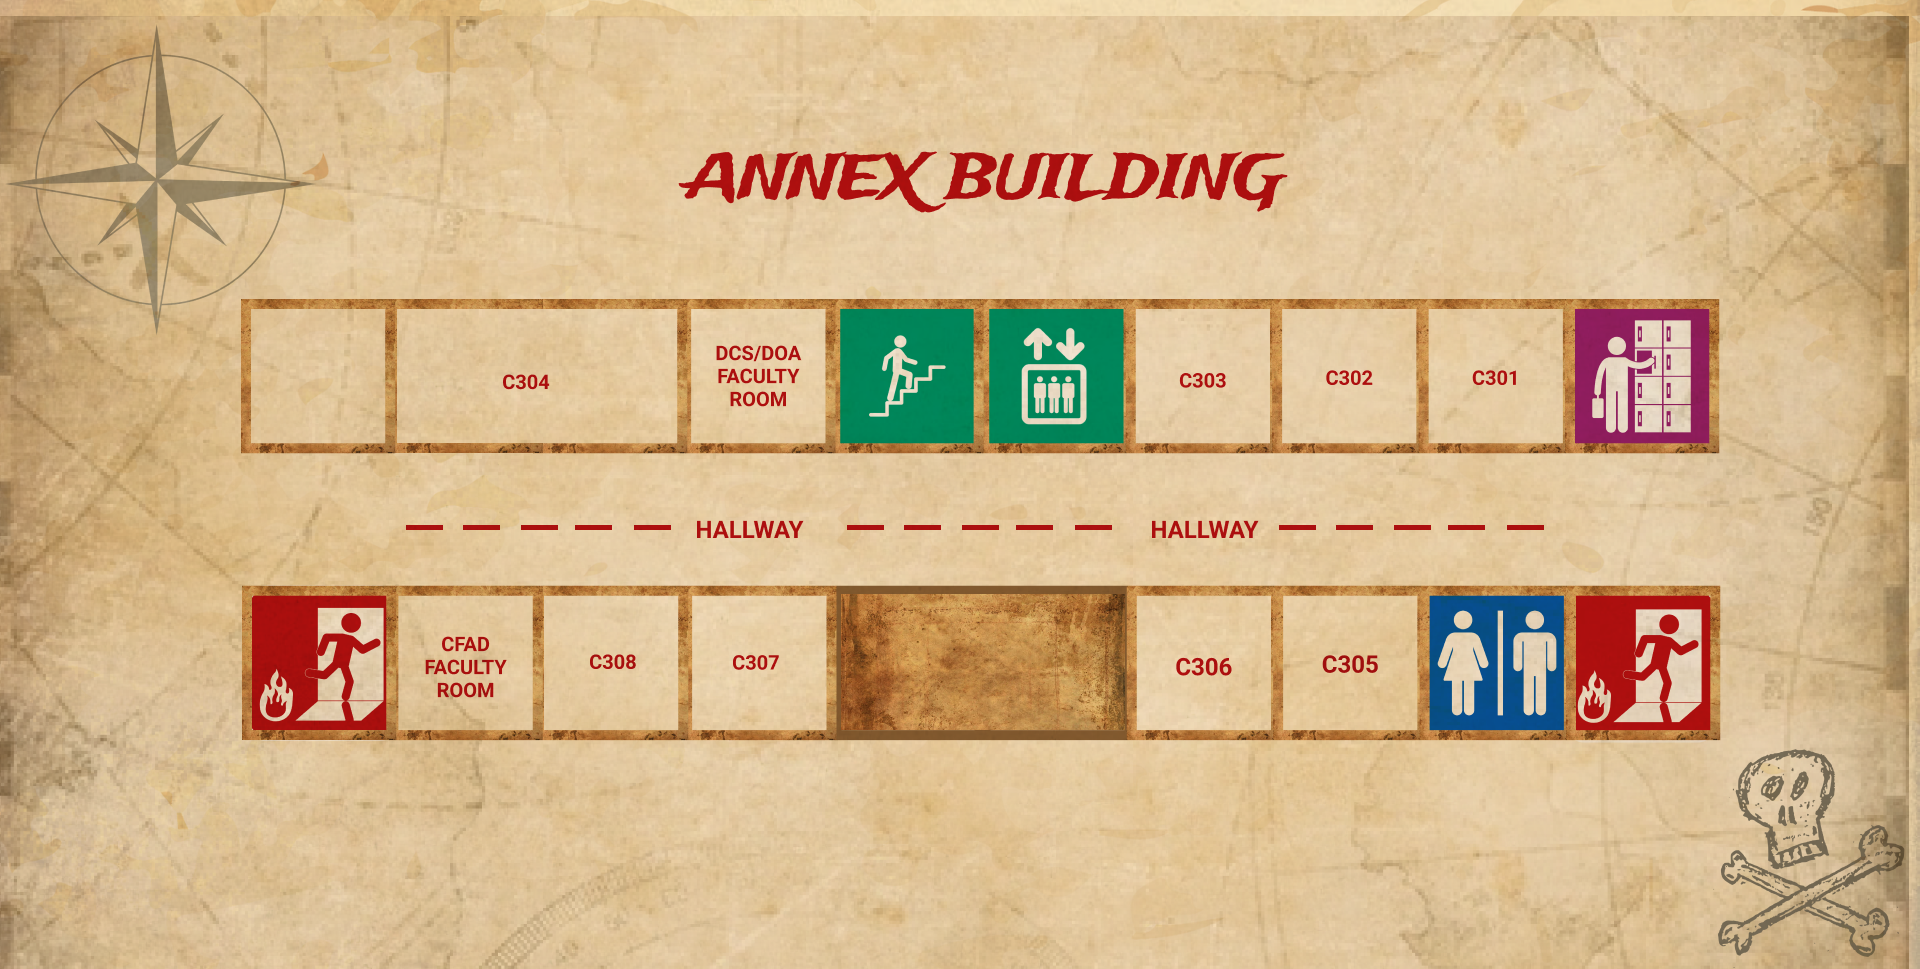 ANNEX BUILDING
C304
DCS/DOA
FACULTY
ROOM
C303
C302
C301
HALLWAY
HALLWAY
CFAD
FACULTY
ROOM
C308
C307
C306
C305